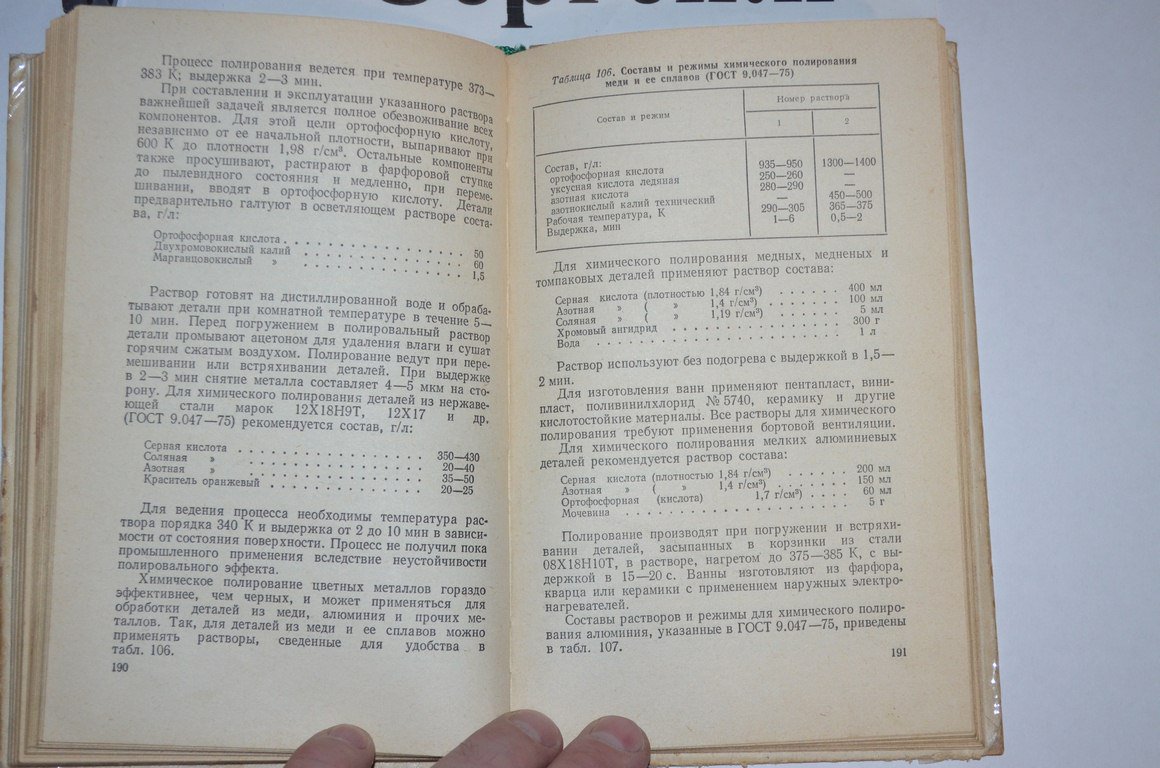 Процесс полирования ведется при температуре 373—
383 К; выдержка 2—3 мин.
При составлении и эксплуатации указанного раствора
важнейшей задачей является полное обезвоживание всех
компонентов. Для этой цели ортофосфорную кислоту,
независимо от ее начальной плотности, выпаривают при
600 К до плотности 1,98 г/см³. Остальные компоненты
также просушивают, растирают в фарфоровой ступке
до пылевидного состояния и медленно, при переме-
шивании, вводят в ортофосфорную кислоту. Детали
предварительно галтуют в осветляющем растворе соста-
ва, г/л:
Ортофосфорная кислота . . . . . . . . . . . . 50
Двухромовокислый калий . . . . . . . . . . . . 60
Марганцовокислый » . . . . . . . . . . . . 1,5
Раствор готовят на дистиллированной воде и обраба-
тывают детали при комнатной температуре в течение 5—
10 мин. Перед погружением в полировальный раствор
детали промывают ацетоном для удаления влаги и сушат
горячим сжатым воздухом. Полирование ведут при пере-
мешивании или встряхивании деталей. При выдержке
в 2—3 мин снятие металла составляет 4—5 мкм на сто-
рону. Для химического полирования деталей из нержаве-
ющей стали марок 12Х18Н9Т, 12Х17 и др.
(ГОСТ 9.047—75) рекомендуется состав, г/л:
Серная кислота . . . . . . . . . . . . 350—430
Соляная » . . . . . . . . . . . . 20—40
Азотная » . . . . . . . . . . . . 35—50
Краситель оранжевый . . . . . . . . . . . . 20—25
Для ведения процесса необходимы температура рас-
твора порядка 340 К и выдержка от 2 до 10 мин в зависи-
мости от состояния поверхности. Процесс не получил пока
промышленного применения вследствие неустойчивости
полировального эффекта.
Химическое полирование цветных металлов гораздо
эффективнее, чем черных, и может применяться для
обработки деталей из меди, алюминия и прочих ме-
таллов. Так, для деталей из меди и ее сплавов можно
применять растворы, сведенные для удобства в
табл. 106.
190
Таблица 106. Составы и режимы химического полирования
меди и ее сплавов (ГОСТ 9.047—75)
Состав и режим
Номер раствора
1 2
Состав, г/л:
ортофосфорная кислота 935—950 1300—1400
уксусная кислота ледяная 250—260 —
азотная кислота 280—290 —
азотнокислый калий технический — 450—500
Рабочая температура, К 290—305 365—375
Выдержка, мин 1—6 0,5—2
Для химического полирования медных, медненых и
томпаковых деталей применяют раствор состава:
Серная кислота (плотностью 1,84 г/см³) . . . . . . 400 мл
Азотная » ( » 1,4 г/см³) . . . . . . 100 мл
Соляная » ( » 1,19 г/см³) . . . . . . 5 мл
Хромовый ангидрид . . . . . . . . . . . . 300 г
Вода . . . . . . . . . . . . 1 л
Раствор используют без подогрева с выдержкой в 1,5—
2 мин.
Для изготовления ванн применяют пентапласт, вини-
пласт, поливинилхлорид № 5740, керамику и другие
кислотостойкие материалы. Все растворы для химического
полирования требуют применения бортовой вентиляции.
Для химического полирования мелких алюминиевых
деталей рекомендуется раствор состава:
Серная кислота (плотностью 1,84 г/см³) . . . . . . 200 мл
Азотная » ( » 1,4 г/см³) . . . . . . 150 мл
Ортофосфорная (кислота) 1,7 г/см³) . . . . 60 мл
Мочевина . . . . . . . . . . . . 5 г
Полирование производят при погружении и встряхи-
вании деталей, засыпанных в корзинки из стали
08Х18Н10Т, в растворе, нагретом до 375—385 К, с вы-
держкой в 15—20 с. Ванны изготовляют из фарфора,
кварца или керамики с применением наружных электро-
нагревателей.
Составы растворов и режимы для химического полиро-
вания алюминия, указанные в ГОСТ 9.047—75, приведены
в табл. 107.
191